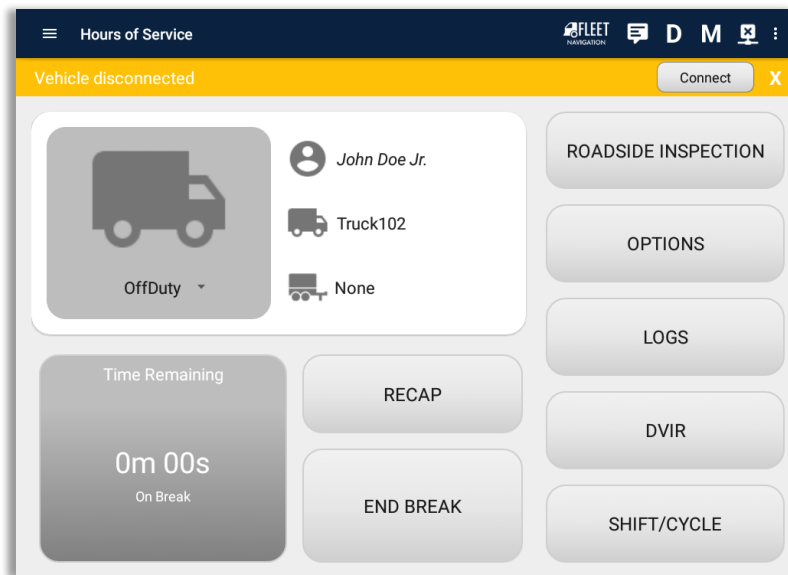 Hours of Service
FLEET
NAVIGATION
D M
Vehicle disconnected
Connect X
John Doe Jr.
Truck102
None
OffDuty
Time Remaining
0m 00s
On Break
RECAP
END BREAK
ROADSIDE INSPECTION
OPTIONS
LOGS
DVIR
SHIFT/CYCLE